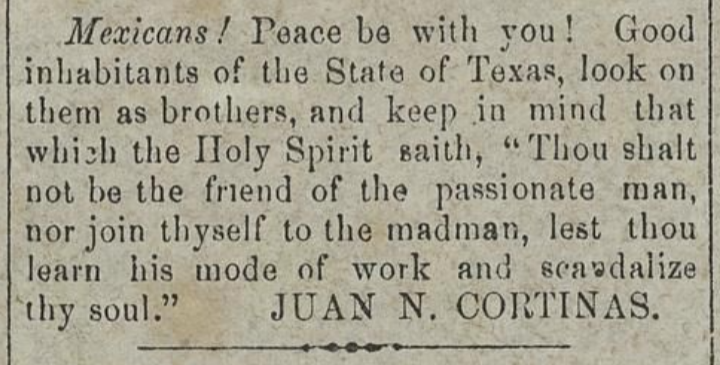 Mexicans! Peace be with you! Good
inhabitants of the State of Texas, look on
them as brothers, and keep in mind that
which the Holy Spirit saith, "Thou shalt
not be the friend of the passionate man,
nor join thyself to the madman, lest thou
learn his mode of work and scandalize
thy soul." JUAN N. CORTINAS.